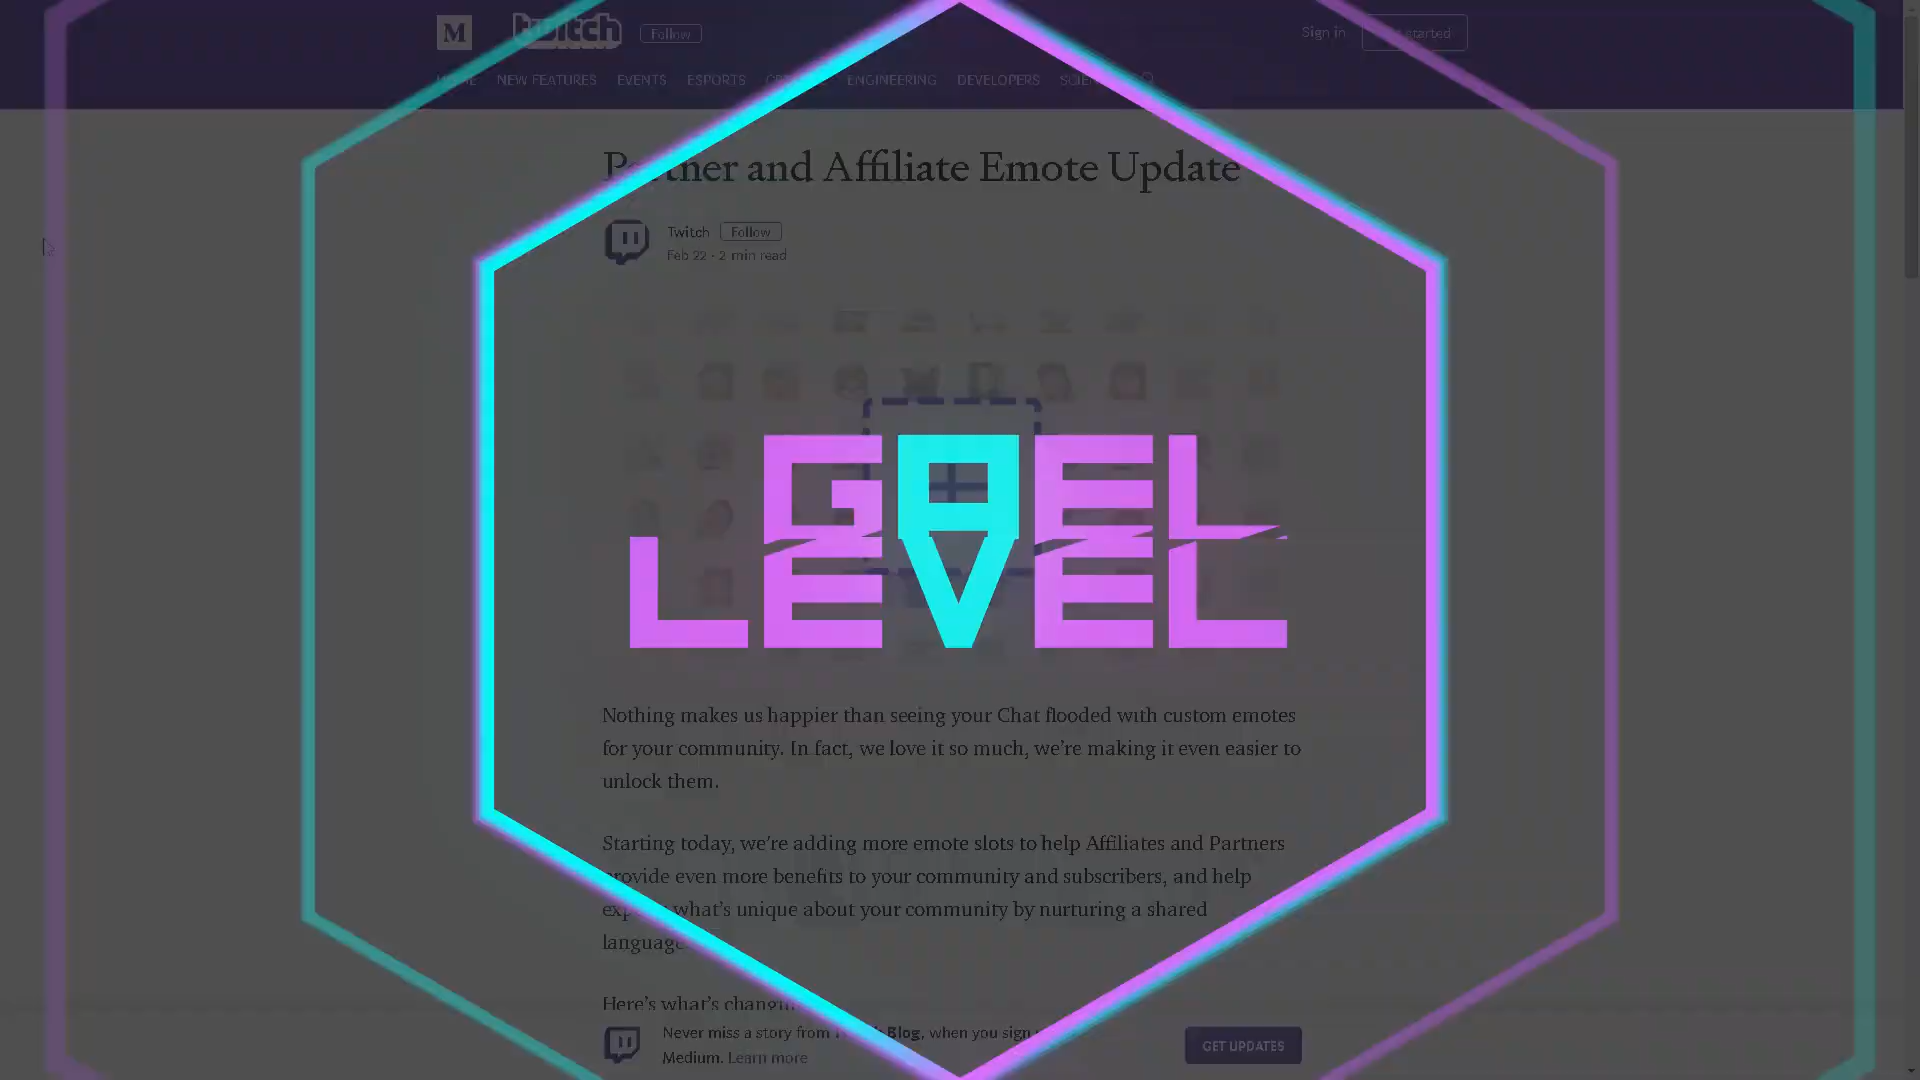 M twitch Follow Sign in started
NEW FEATURES EVENTS ESPORTS ENGINEERING DEVELOPERS
Partner and Affiliate Emote Update
Twitch Follow
Feb 22 · 2 min read
GAEL
LEVEL
Nothing makes us happier than seeing your Chat flooded with custom emotes
for your community. In fact, we love it so much, we’re making it even easier to
unlock them.
Starting today, we’re adding more emote slots to help Affiliates and Partners
provide even more benefits to your community and subscribers, and help
what’s unique about your community by nurturing a shared
language
Here’s what’s changing
Never miss a story from Blog, when you sign
Medium. Learn more
GET UPDATES